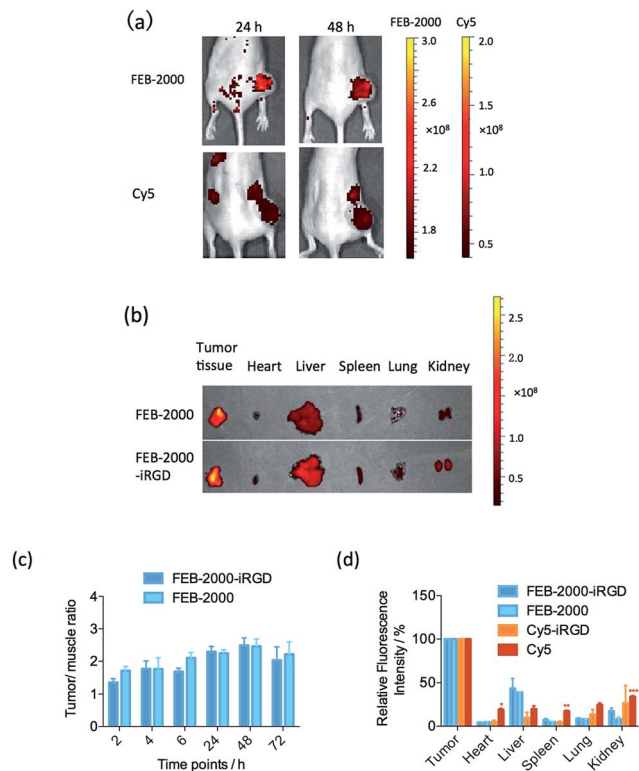 (a)
24 h
48 h
FEB-2000
Cy5
FEB-2000
Cy5
3.0
2.6
×10⁸
2.2
1.8
2.0
1.5
×10⁸
1.0
0.5
(b)
Tumor tissue
Heart
Liver
Spleen
Lung
Kidney
FEB-2000
FEB-2000
-iRGD
2.5
2.0
×10⁸
1.5
1.0
0.5
(c)
FEB-2000-iRGD
FEB-2000
Tumor/ muscle ratio
4
3
2
1
0
2
4
6
24
48
72
Time points / h
(d)
FEB-2000-iRGD
FEB-2000
Cy5-iRGD
Cy5
Relative Fluorescence
Intensity / %
150
100
50
0
*
**
***
Tumor
Heart
Liver
Spleen
Lung
Kidney